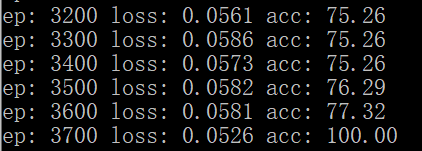 ep: 3200 loss: 0.0561 acc: 75.26
ep: 3300 loss: 0.0586 acc: 75.26
ep: 3400 loss: 0.0573 acc: 75.26
ep: 3500 loss: 0.0582 acc: 76.29
ep: 3600 loss: 0.0581 acc: 77.32
ep: 3700 loss: 0.0526 acc: 100.00